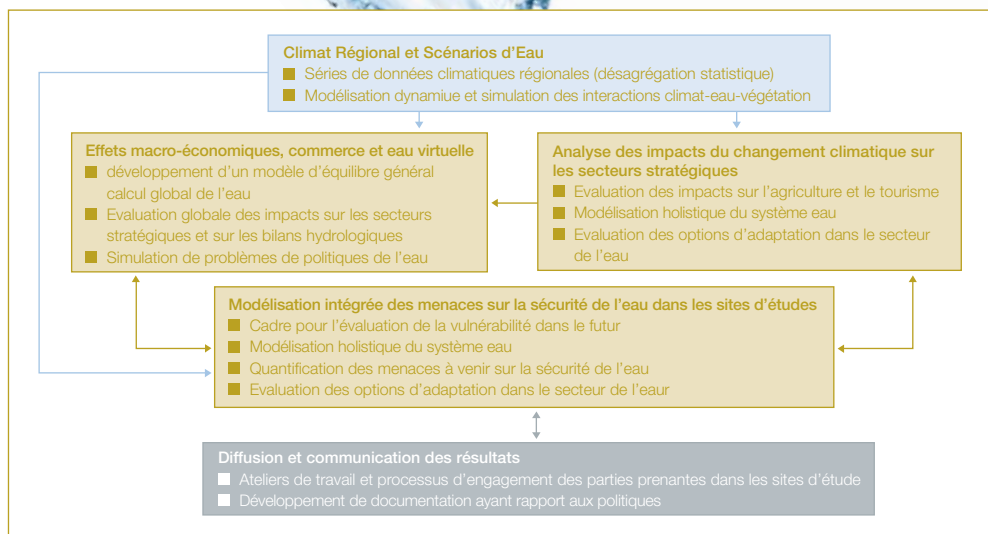 Climat Régional et Scénarios d’Eau
Séries de données climatiques régionales (désagrégation statistique)
Modélisation dynamiue et simulation des interactions climat-eau-végétation
Effets macro-économiques, commerce et eau virtuelle
développement d’un modèle d’équilibre général
calcul global de l’eau
Evaluation globale des impacts sur les secteurs
stratégiques et sur les bilans hydrologiques
Simulation de problèmes de politiques de l’eau
Analyse des impacts du changement climatique sur
les secteurs stratégiques
Evaluation des impacts sur l’agriculture et le tourisme
Modélisation holistique du système eau
Evaluation des options d’adaptation dans le secteur
de l’eau
Modélisation intégrée des menaces sur la sécurité de l’eau dans les sites d’études
Cadre pour l’évaluation de la vulnérabilité dans le futur
Modélisation holistique du système eau
Quantification des menaces à venir sur la sécurité de l’eau
Evaluation des options d’adaptation dans le secteur de l’eaur
Diffusion et communication des résultats
Ateliers de travail et processus d’engagement des parties prenantes dans les sites d’étude
Développement de documentation ayant rapport aux politiques